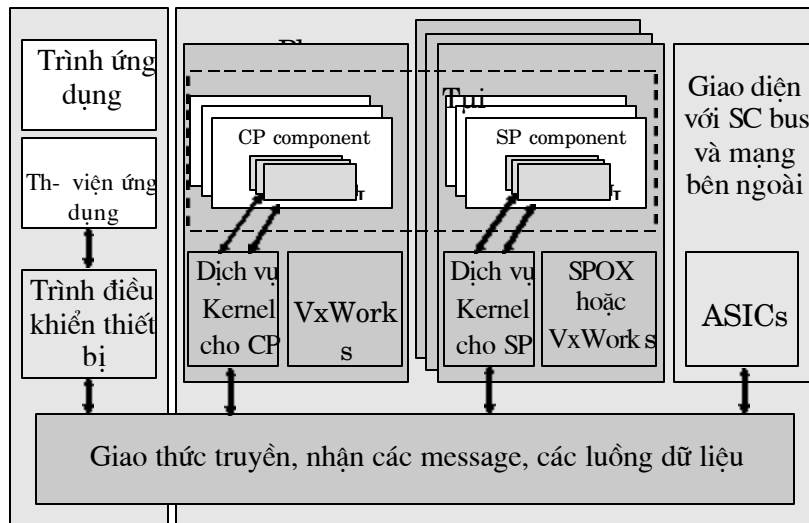 Trình ứng
dụng
Th- viện ứng
dụng
Trình điều
khiển thiết
bị
CP component
Dịch vụ
Kernel
cho CP
VxWork
s
Tụi
SP component
Dịch vụ
Kernel
cho SP
SPOX
hoặc
VxWorks
Giao diện
với SC bus
và mạng
bên ngoài
ASICs
Giao thức truyền, nhận các message, các luồng dữ liệu